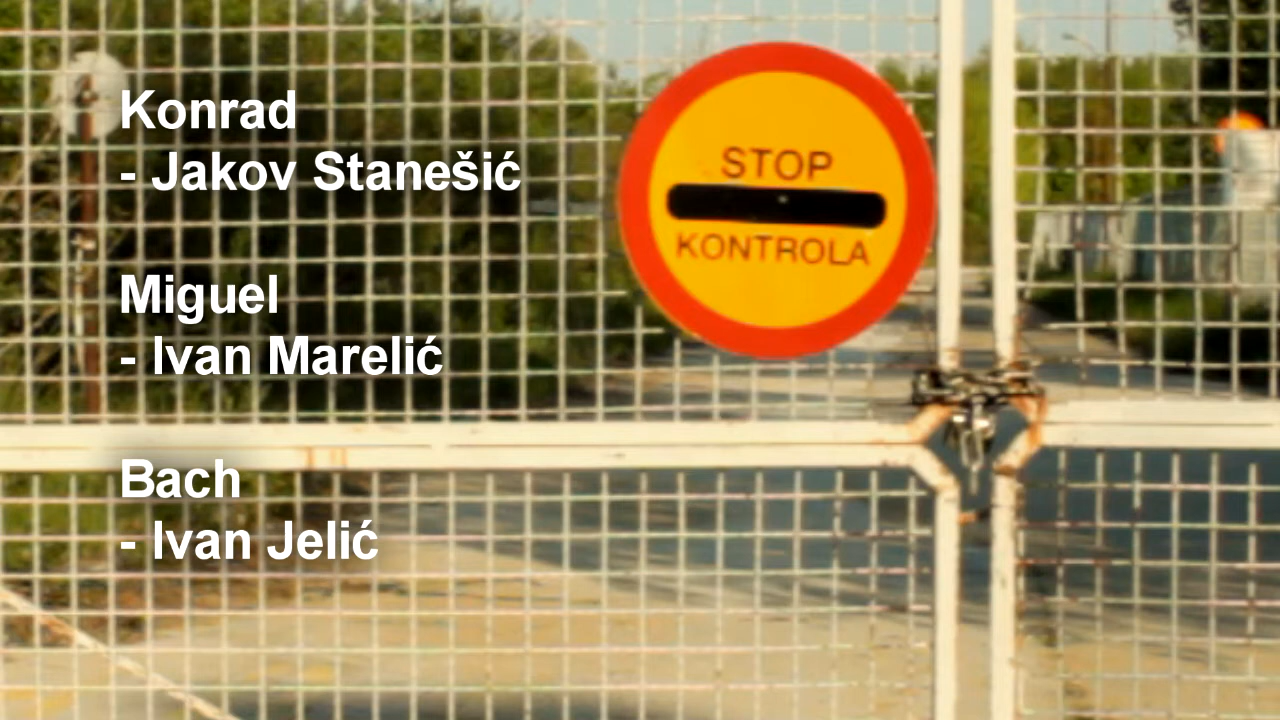 Konrad
- Jakov Stanešić
Miguel
- Ivan Marelić
Bach
- Ivan Jelić
STOP
KONTROLA